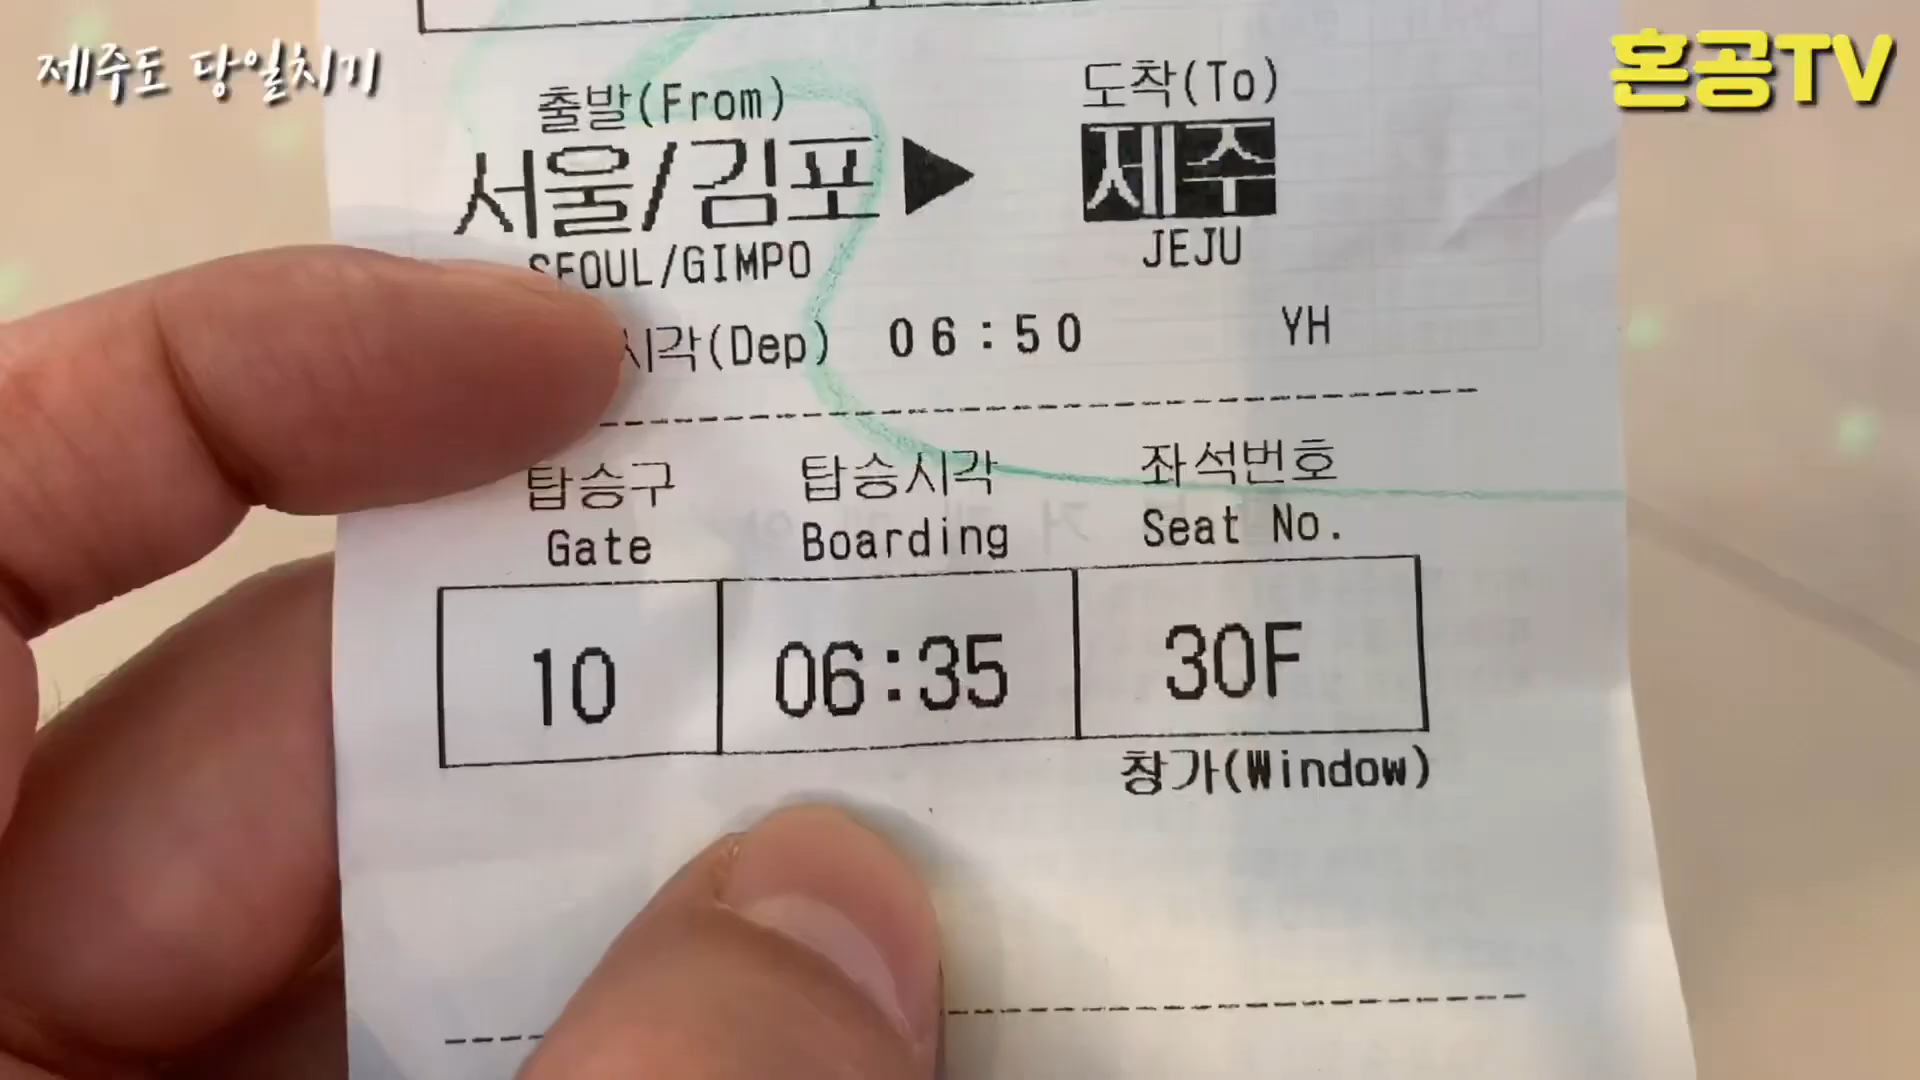 제주도 당일치기
혼공TV
출발(From)
도착(To)
서울/김포▶
제주
SEOUL/GIMPO
JEJU
시각(Dep) 06:50 YH
탑승구 탑승시각 좌석번호
Gate Boarding Seat No.
10 06:35 30F
창가(Window)